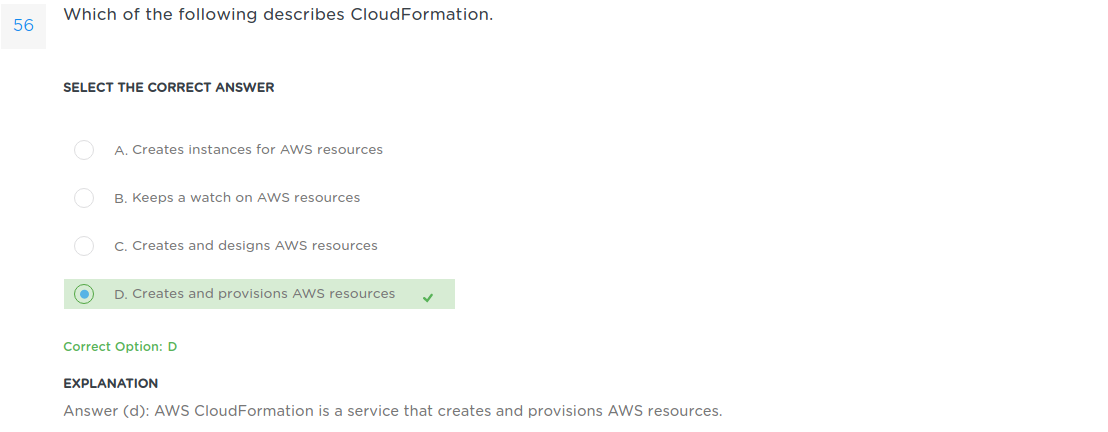 56
Which of the following describes CloudFormation.
SELECT THE CORRECT ANSWER
A. Creates instances for AWS resources
B. Keeps a watch on AWS resources
C. Creates and designs AWS resources
D. Creates and provisions AWS resources
Correct Option: D
EXPLANATION
Answer (d): AWS CloudFormation is a service that creates and provisions AWS resources.